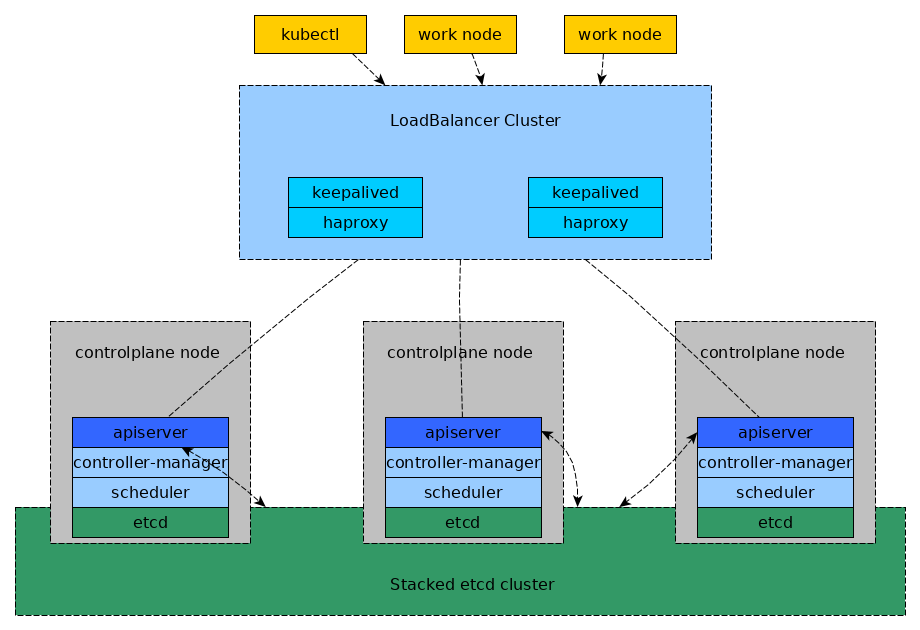 kubectl
work node
work node
LoadBalancer Cluster
keepalived
haproxy
keepalived
haproxy
controlplane node
apiserver
controller-manager
scheduler
etcd
controlplane node
apiserver
controller-manager
scheduler
etcd
controlplane node
apiserver
controller-manager
scheduler
etcd
Stacked etcd cluster